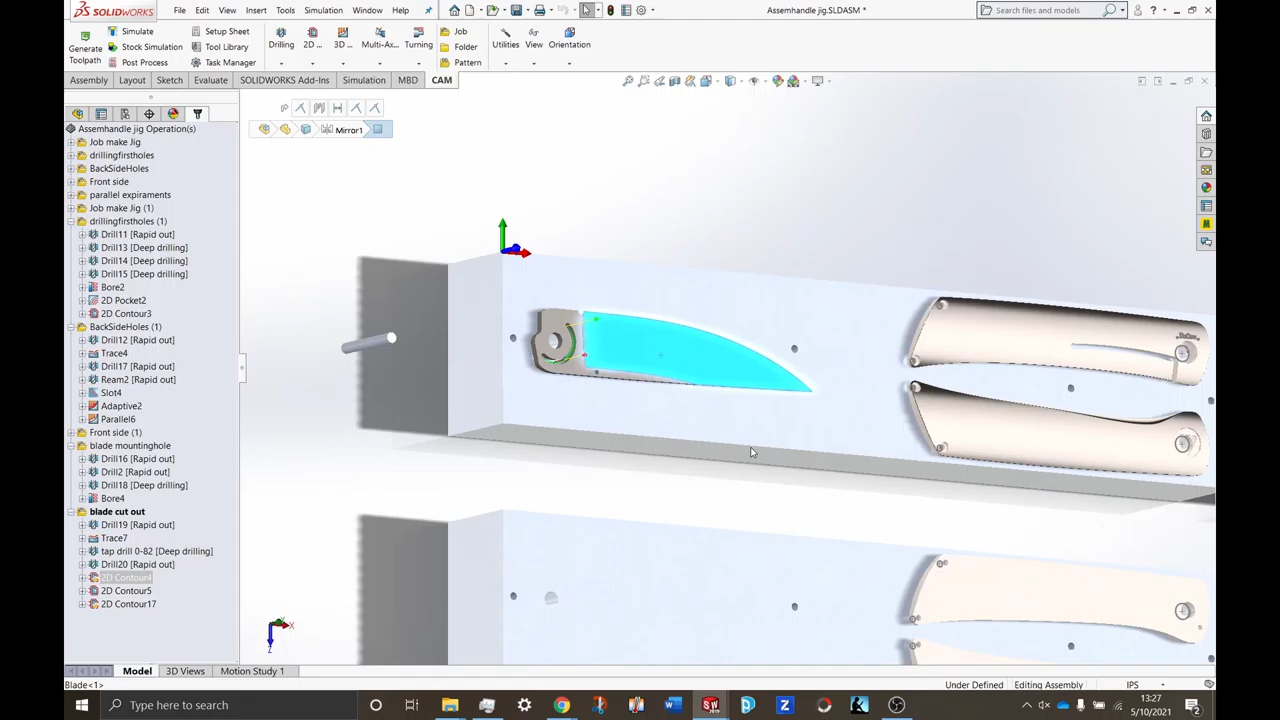 SOLIDWORKS
File Edit View Insert Tools Simulation Window Help
Assemhandle jig.SLDASM *
Search files and models
Generate Toolpath
Simulate
Stock Simulation
Post Process
Setup Sheet
Tool Library
Task Manager
Drilling 2D ... 3D ... Multi-Ax... Turning
Job
Folder
Pattern
Utilities View Orientation
Assembly Layout Sketch Evaluate SOLIDWORKS Add-Ins Simulation MBD CAM
Mirror1
Assemhandle jig Operation(s)
Job make Jig
drillingfirstholes
BackSideHoles
Front side
parallel expiraments
Job make Jig (1)
drillingfirstholes (1)
Drill11 [Rapid out]
Drill13 [Deep drilling]
Drill14 [Deep drilling]
Drill15 [Deep drilling]
Bore2
2D Pocket2
2D Contour3
BackSideHoles (1)
Drill12 [Rapid out]
Trace4
Drill17 [Rapid out]
Ream2 [Rapid out]
Slot4
Adaptive2
Parallel6
Front side (1)
blade mountinghole
Drill16 [Rapid out]
Drill2 [Rapid out]
Drill18 [Deep drilling]
Bore4
blade cut out
Drill19 [Rapid out]
Trace7
tap drill 0-82 [Deep drilling]
Drill20 [Rapid out]
2D Contour4
2D Contour5
2D Contour17
X
Z
Model 3D Views Motion Study 1
Blade<1>
Under Defined Editing Assembly IPS
Type here to search
13:27
5/10/2021